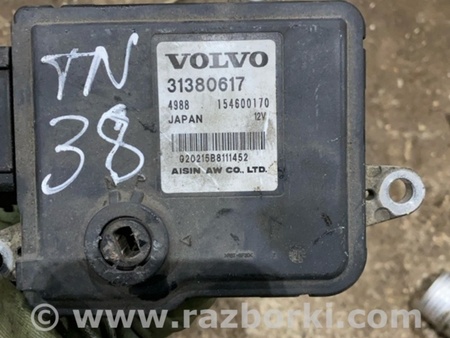 TN
38
VOLVO
31380617
4988 154600170
JAPAN 12V
920215B8111452
AISIN AW CO., LTD.
www.razborki.com